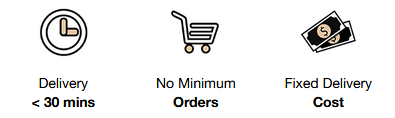 Delivery
< 30 mins
No Minimum
Orders
Fixed Delivery
Cost